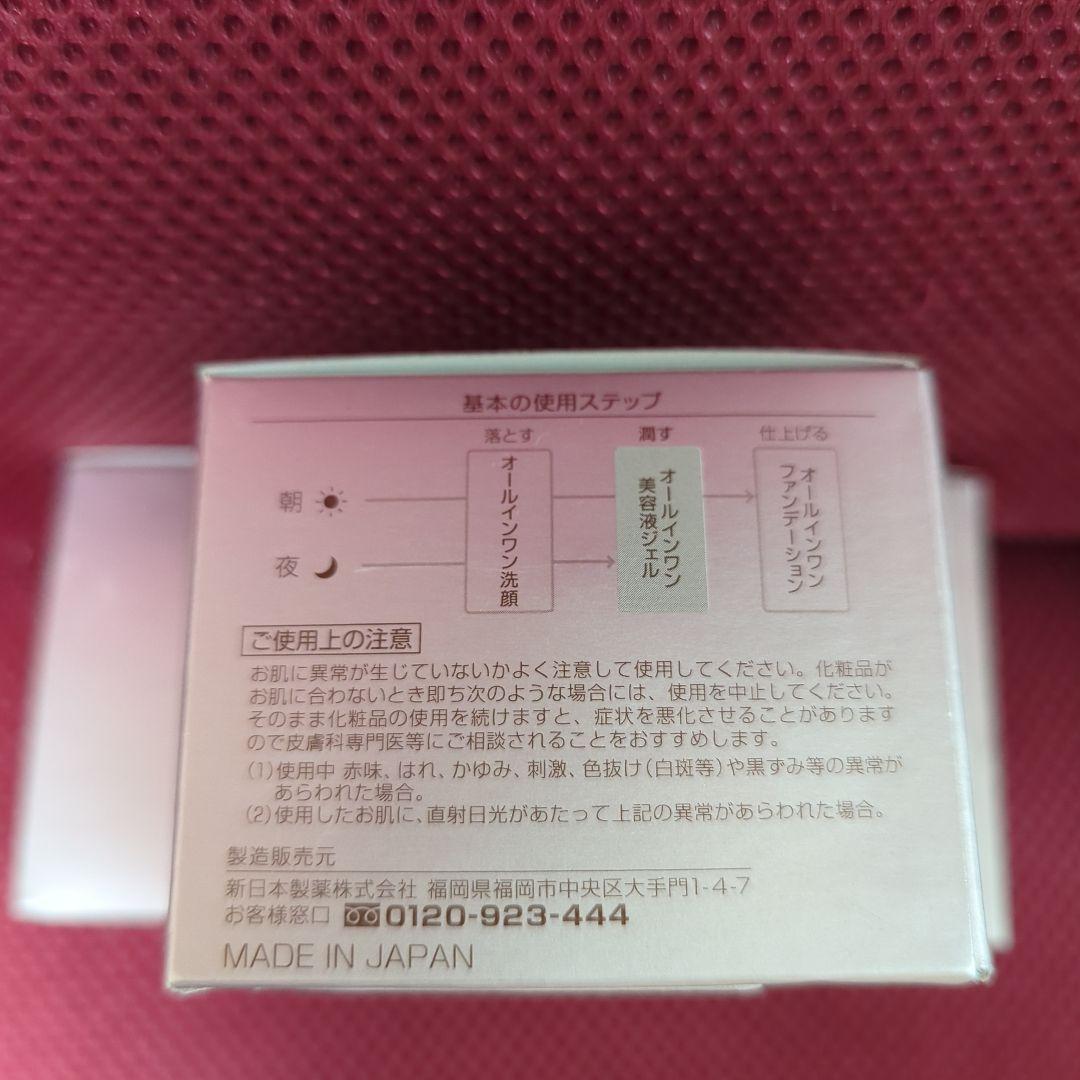 基本の使用ステップ
落とす 潤す 仕上げる
朝
夜
オールインワン洗顔
オールインワン
美容液ジェル
オールインワン
ファンデーション
ご使用上の注意
お肌に異常が生じていないかよく注意して使用してください。化粧品が
お肌に合わないとき即ち次のような場合には、使用を中止してください。
そのまま化粧品の使用を続けますと、症状を悪化させることがあります
ので皮膚科専門医等にご相談されることをおすすめします。
(1)使用中 赤味、はれ、かゆみ、刺激、色抜け(白斑等)や黒ずみ等の異常が
あらわれた場合。
(2)使用したお肌に、直射日光があたって上記の異常があらわれた場合。
製造販売元
新日本製薬株式会社 福岡県福岡市中央区大手門1-4-7
お客様窓口 0120-923-444
MADE IN JAPAN